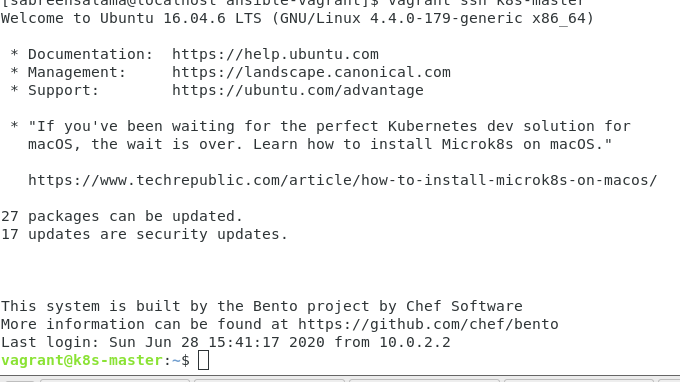 [sabreensalama@localhost ansible-vagrant]$ vagrant ssh k8s-master
Welcome to Ubuntu 16.04.6 LTS (GNU/Linux 4.4.0-179-generic x86_64)
* Documentation:  https://help.ubuntu.com
* Management:     https://landscape.canonical.com
* Support:        https://ubuntu.com/advantage
* "If you've been waiting for the perfect Kubernetes dev solution for
macOS, the wait is over. Learn how to install Microk8s on macOS."
https://www.techrepublic.com/article/how-to-install-microk8s-on-macos/
27 packages can be updated.
17 updates are security updates.
This system is built by the Bento project by Chef Software
More information can be found at https://github.com/chef/bento
Last login: Sun Jun 28 15:41:17 2020 from 10.0.2.2
vagrant@k8s-master:~$